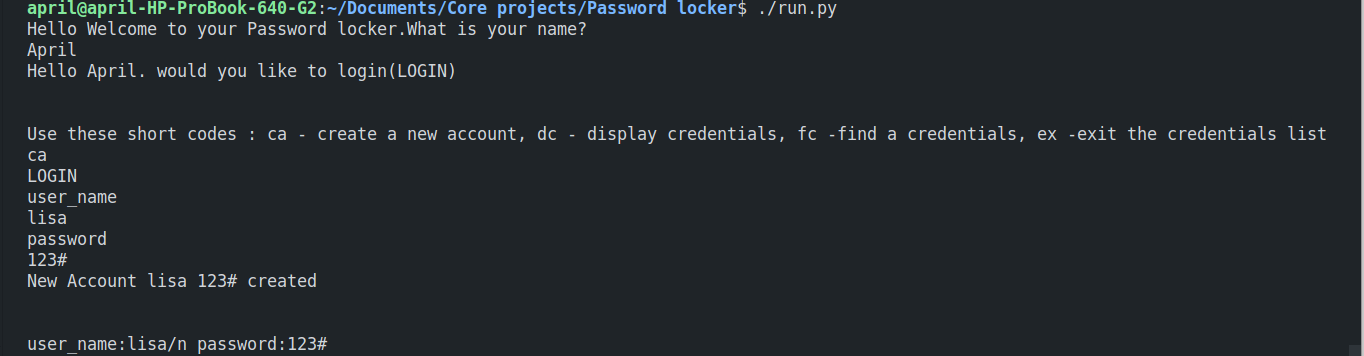 april@april-HP-ProBook-640-G2:~/Documents/Core projects/Password locker$ ./run.py
Hello Welcome to your Password locker.What is your name?
April
Hello April. would you like to login(LOGIN)
Use these short codes : ca - create a new account, dc - display credentials, fc -find a credentials, ex -exit the credentials list
ca
LOGIN
user_name
lisa
password
123#
New Account lisa 123# created
user_name:lisa/n password:123#